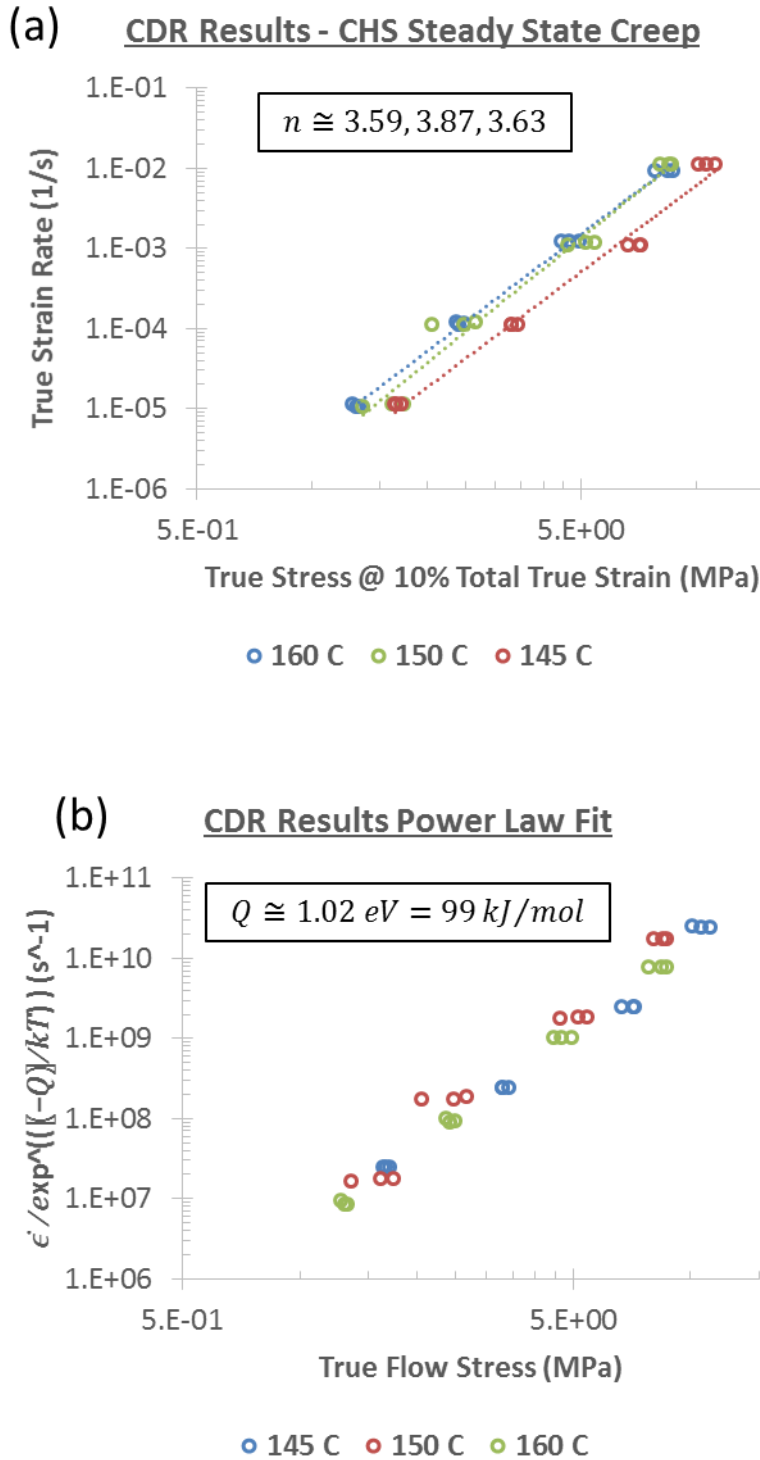 (a)
CDR Results - CHS Steady State Creep
1.E-01
1.E-02
1.E-03
1.E-04
1.E-05
1.E-06
True Strain Rate (1/s)
n ≅ 3.59, 3.87, 3.63
5.E-01
5.E+00
True Stress @ 10% Total True Strain (MPa)
160 C
150 C
145 C
(b)
CDR Results Power Law Fit
1.E+11
1.E+10
1.E+09
1.E+08
1.E+07
1.E+06
ϵ̇ /exp^(([[−Q]]/kT)) (s^-1)
Q ≅ 1.02 eV = 99 kJ/mol
5.E-01
5.E+00
True Flow Stress (MPa)
145 C
150 C
160 C